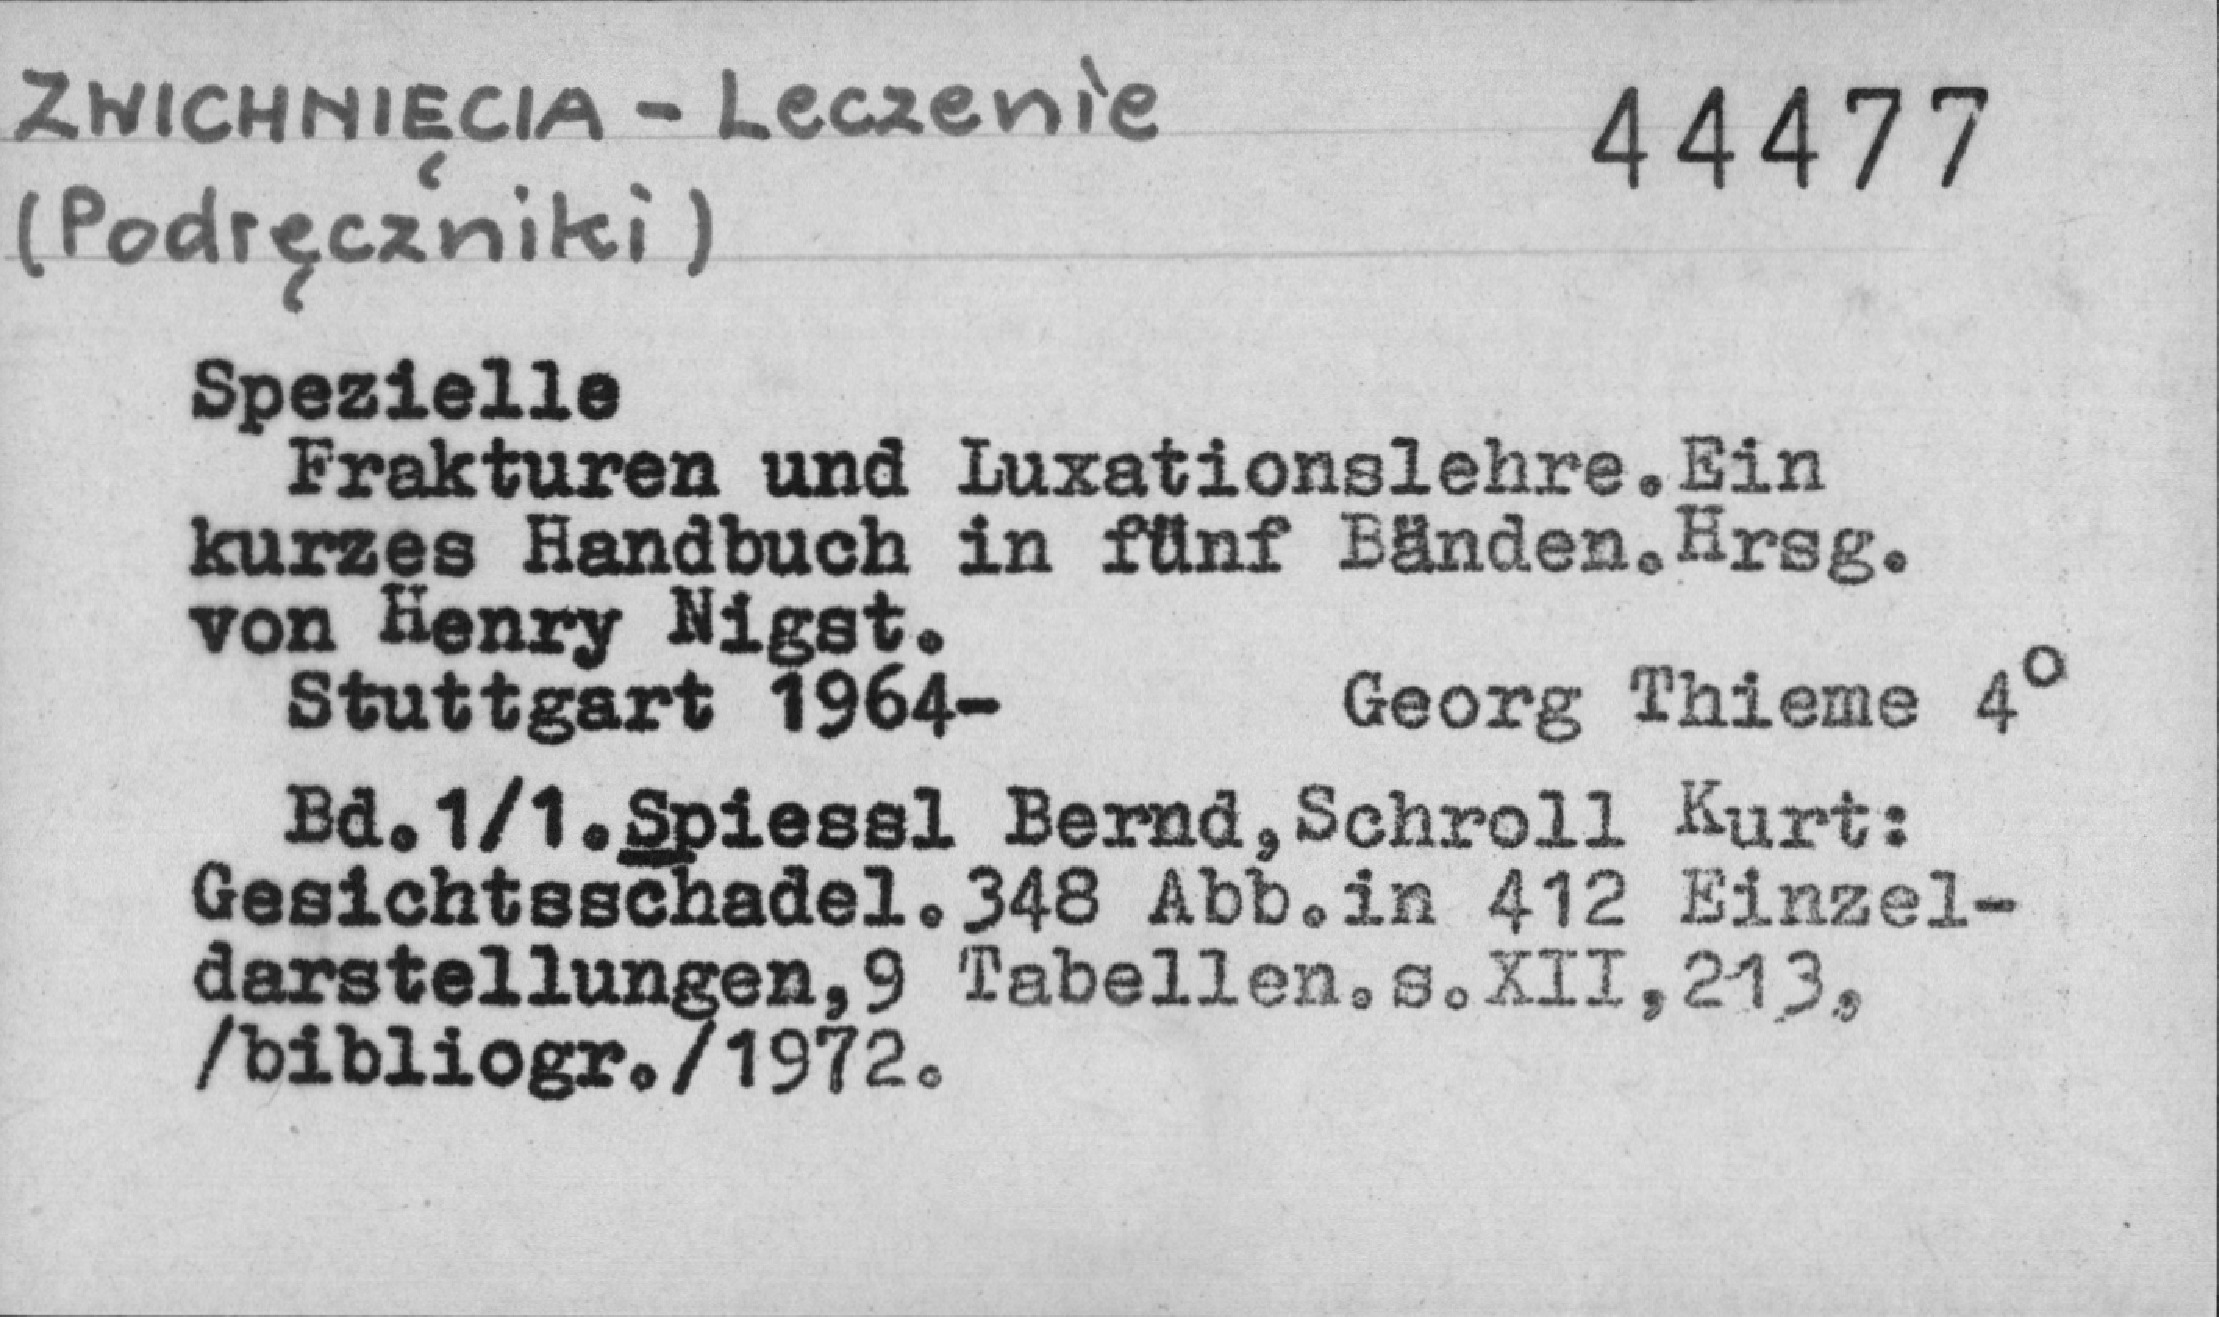 ZWICHNIĘCIA - Leczenie 44477
(Podręczniki)
Spezielle
Frakturen und Luxationslehre.Ein
kurzes Handbuch in fünf Bänden.Hrsg.
von Henry Nigst.
Stuttgart 1964- Georg Thieme 4°
Bd.1/1.Spiessl Bernd,Schroll Kurt:
Gesichtsschadel.348 Abb.in 412 Einzel-
darstellungen,9 Tabellen.s.XII,213,
/bibliogr./1972.